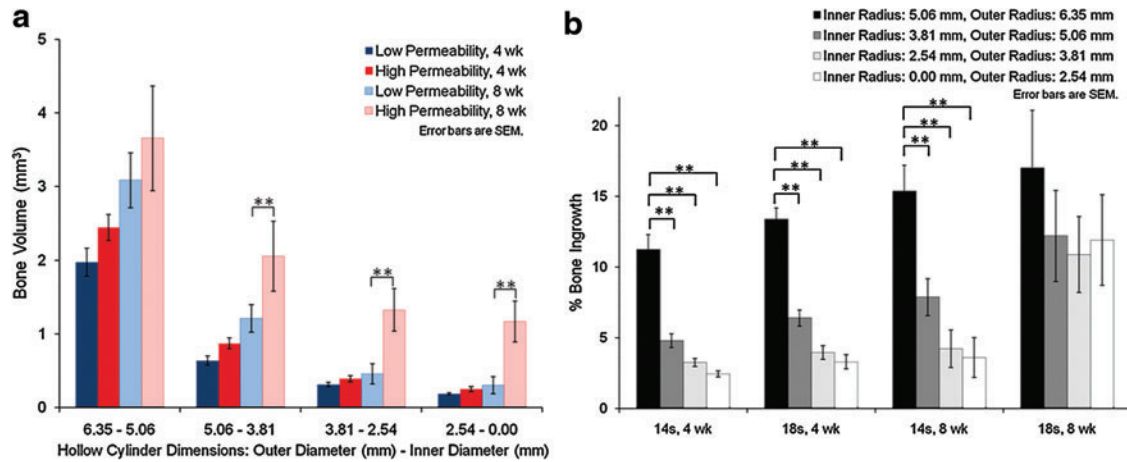 a
5
4
3
2
1
0
Bone Volume (mm³)
Low Permeability, 4 wk
High Permeability, 4 wk
Low Permeability, 8 wk
High Permeability, 8 wk
Error bars are SEM.
**
**
**
6.35 - 5.06 5.06 - 3.81 3.81 - 2.54 2.54 - 0.00
Hollow Cylinder Dimensions: Outer Diameter (mm) - Inner Diameter (mm)
b
Inner Radius: 5.06 mm, Outer Radius: 6.35 mm
Inner Radius: 3.81 mm, Outer Radius: 5.06 mm
Inner Radius: 2.54 mm, Outer Radius: 3.81 mm
Inner Radius: 0.00 mm, Outer Radius: 2.54 mm
Error bars are SEM.
20
15
10
5
0
% Bone Ingrowth
**
**
**
**
**
**
**
**
**
14s, 4 wk 18s, 4 wk 14s, 8 wk 18s, 8 wk